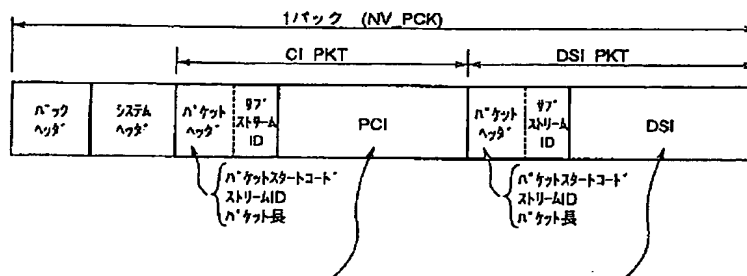 1パック (NV_PCK)
CI PKT
DSI PKT
パック
ヘッダ
システム
ヘッダ
パケット
ヘッダ
サブ
ストリーム
ID
PCI
パケット
ヘッダ
サブ
ストリーム
ID
DSI
パケットスタートコード
ストリームID
パケット長
パケットスタートコード
ストリームID
パケット長